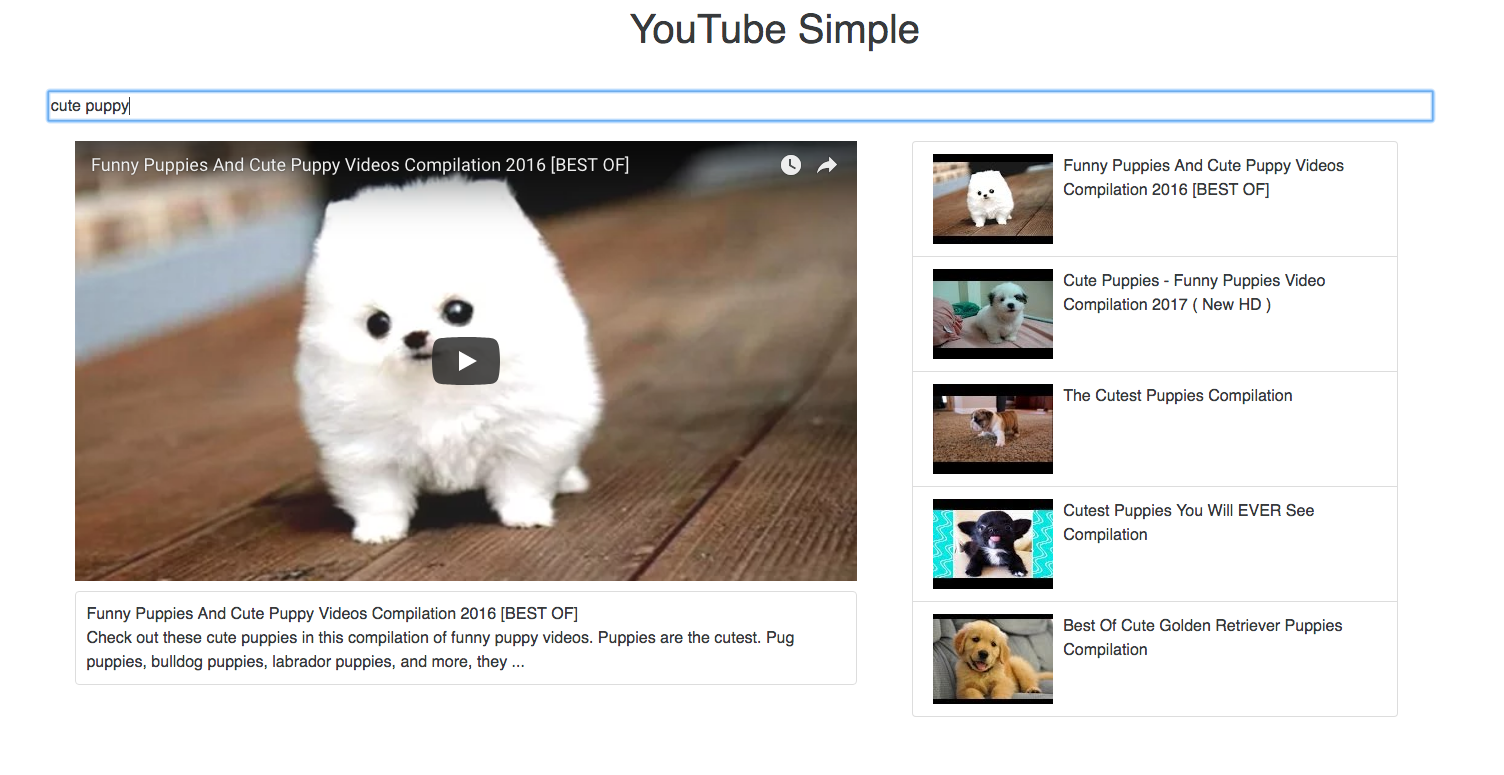 YouTube Simple
cute puppy
Funny Puppies And Cute Puppy Videos Compilation 2016 [BEST OF]
Funny Puppies And Cute Puppy Videos Compilation 2016 [BEST OF]
Check out these cute puppies in this compilation of funny puppy videos. Puppies are the cutest. Pug
puppies, bulldog puppies, labrador puppies, and more, they ...
Funny Puppies And Cute Puppy Videos
Compilation 2016 [BEST OF]
Cute Puppies - Funny Puppies Video
Compilation 2017 ( New HD )
The Cutest Puppies Compilation
Cutest Puppies You Will EVER See
Compilation
Best Of Cute Golden Retriever Puppies
Compilation